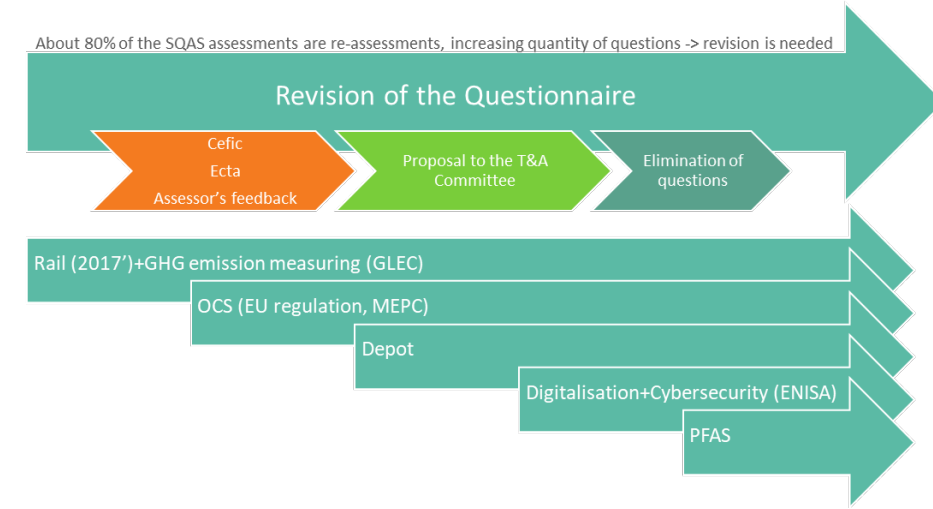 About 80% of the SQAS assessments are re-assessments, increasing quantity of questions -> revision is needed
Revision of the Questionnaire
Cefic
Ecta
Assessor's feedback
Proposal to the T&A
Committee
Elimination of
questions
Rail (2017')+GHG emission measuring (GLEC)
OCS (EU regulation, MEPC)
Depot
Digitalisation+Cybersecurity (ENISA)
PFAS